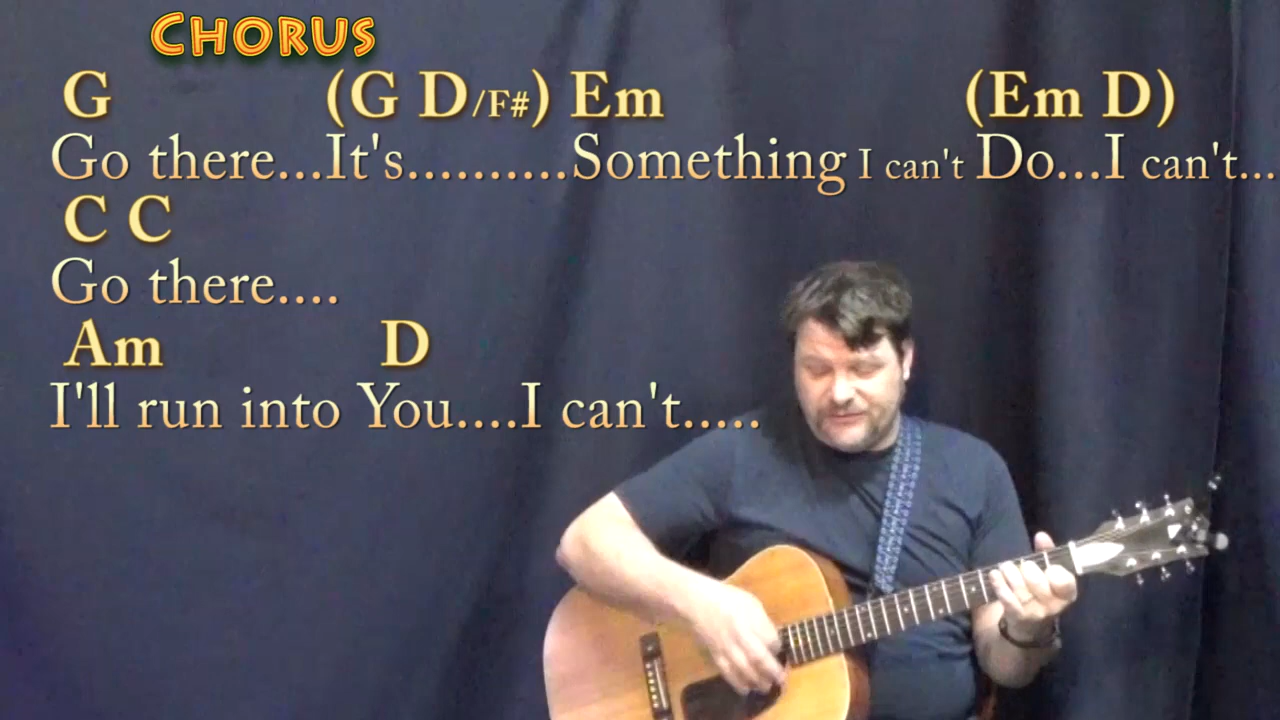 CHORUS
G (G D/F#) Em (Em D)
Go there...It's..........Something I can't Do...I can't...
C C
Go there....
Am D
I'll run into You....I can't.....